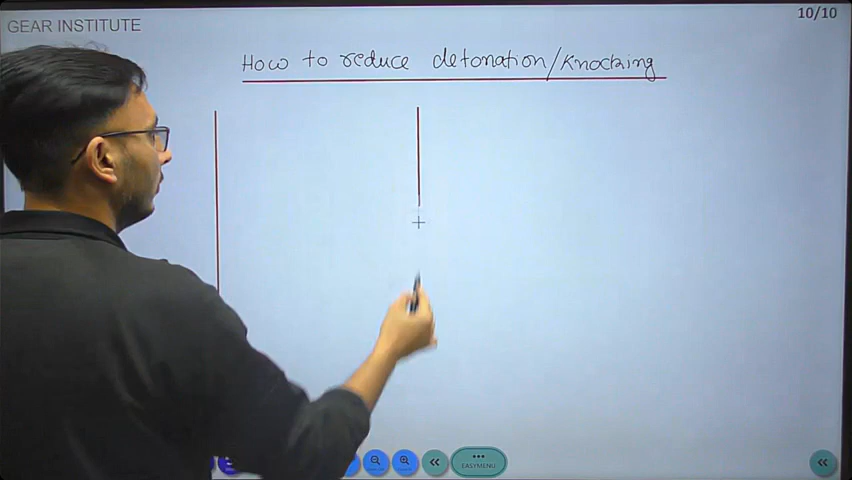 GEAR INSTITUTE
10/10
How to reduce detonation/knocking
EASYMENU